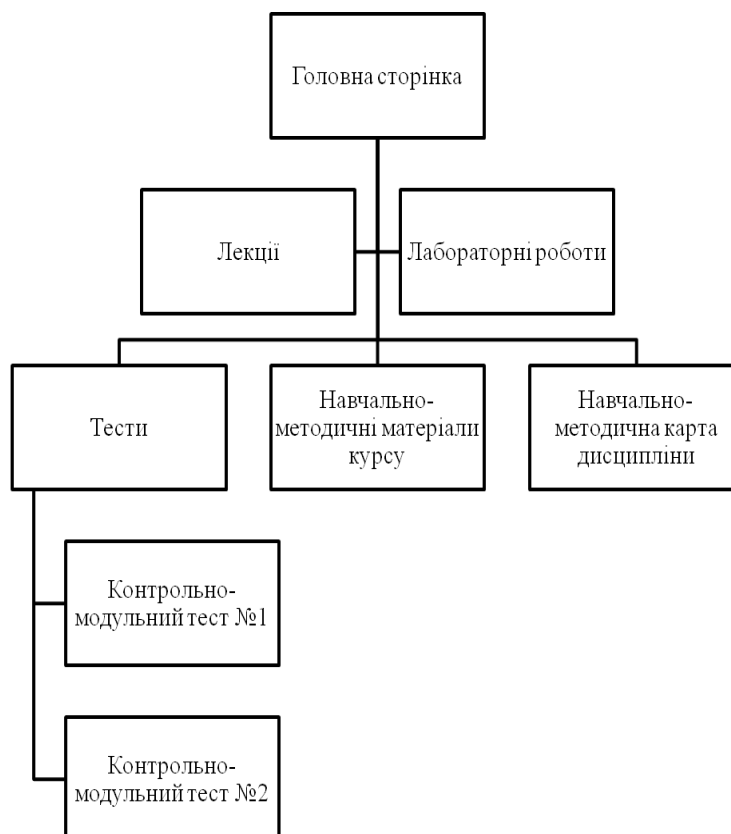 Головна сторінка
Лекції
Лабораторні роботи
Тести
Навчально-
методичні матеріали
курсу
Навчально-
методична карта
дисципліни
Контрольно-
модульний тест №1
Контрольно-
модульний тест №2